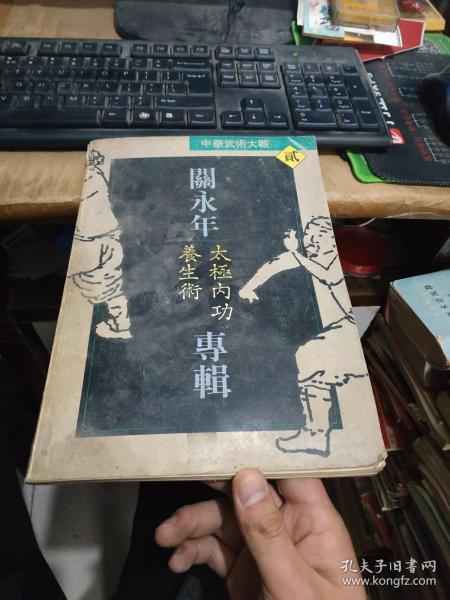 中華武術大觀
貳
關永年
太極內功
養生術
專輯
孔夫子旧书网
www.kongfz.com